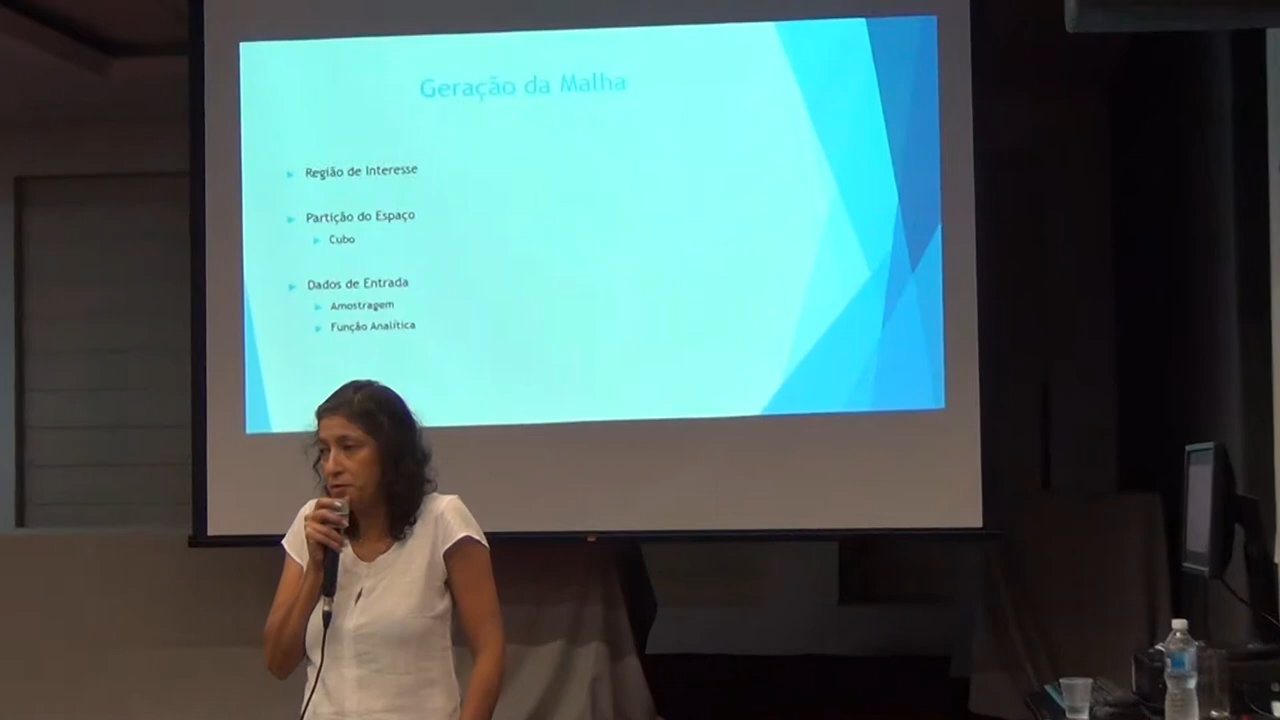 Geração da Malha
Região de Interesse
Partição do Espaço
Cubo
Dados de Entrada
Amostragem
Função Analítica